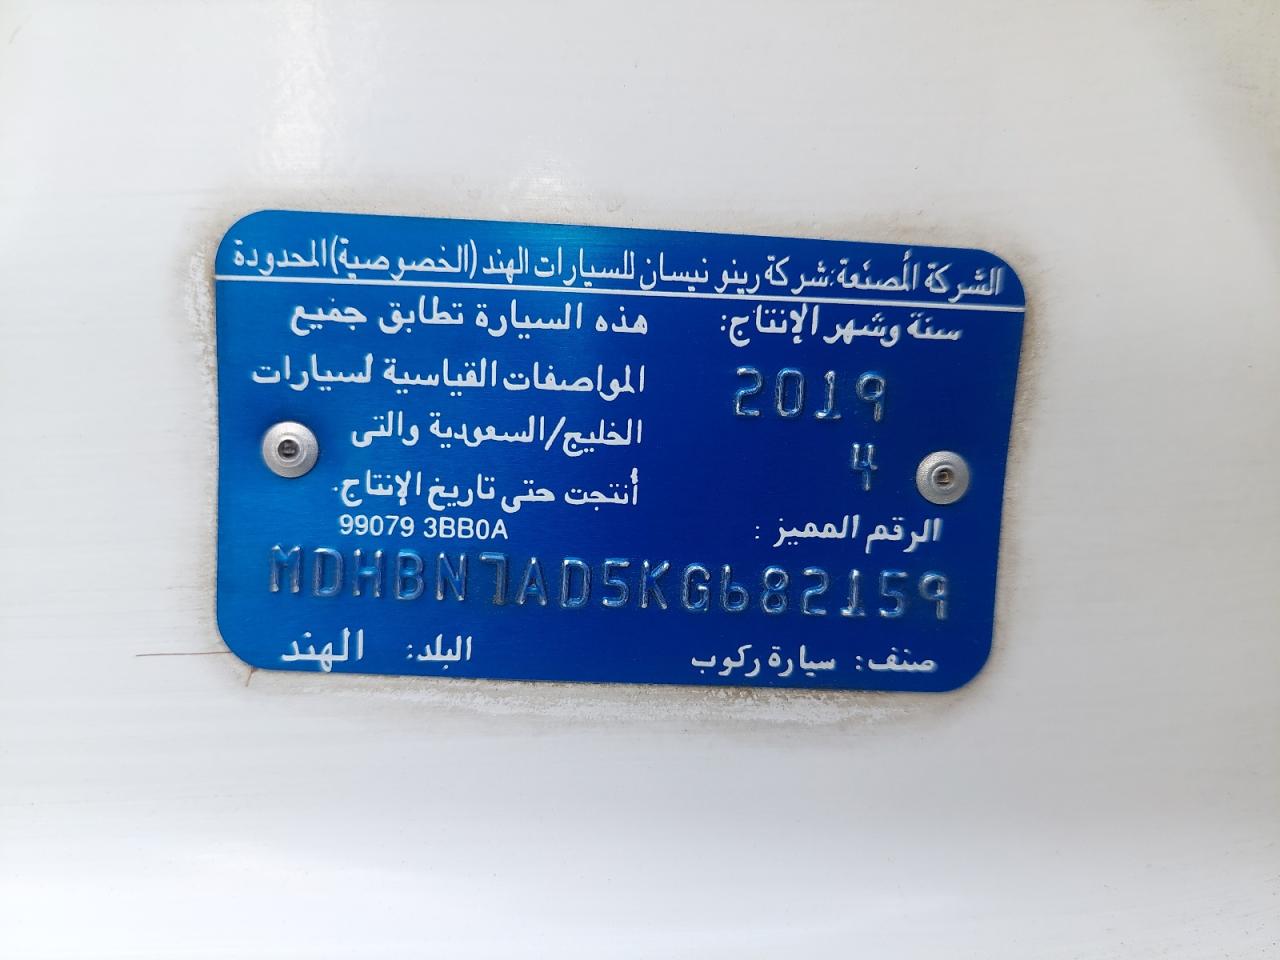 الشركة المصنعة: شركة رينو نيسان للسيارات الهند (الخصوصية) المحدودة
سنة وشهر الإنتاج:
2019
4
هذه السيارة تطابق جميع
المواصفات القياسية لسيارات
الخليج/السعودية والتى
أنتجت حتى تاريخ الإنتاج.
99079 3BB0A
الرقم المميز :
MDHBN7AD5KG682159
صنف: سيارة ركوب
البلد: الهند